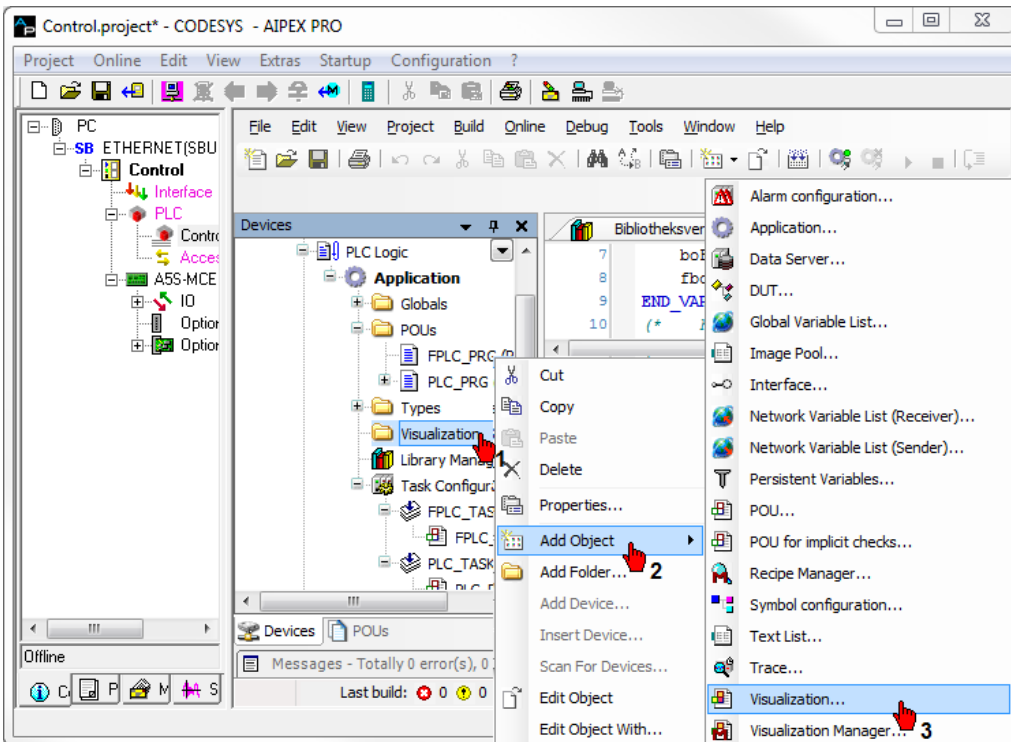 Control.project* - CODESYS - AIPEX PRO
Project Online Edit View Extras Startup Configuration ?
PC
SB ETHERNET(SBU
Control
Interface
PLC
Contro
Acces
A5S-MCE
IO
Option
Option
Offline
File Edit View Project Build Online Debug Tools Window Help
Devices
PLC Logic
Application
Globals
POUs
FPLC_PRG
PLC_PRG
Types
Visualization
1
Library Manag
Task Configur
FPLC_TAS
FPLC_
PLC_TASK
Devices POUs
Messages - Totally 0 error(s), 0
Last build: 0 0
Bibliotheksver
7
8
9 END_VAR
10 (*
Cut
Copy
Paste
Delete
Properties...
Add Object
2
Add Folder...
Add Device...
Insert Device...
Scan For Devices...
Edit Object
Edit Object With...
Alarm configuration...
Application...
Data Server...
DUT...
Global Variable List...
Image Pool...
Interface...
Network Variable List (Receiver)...
Network Variable List (Sender)...
Persistent Variables...
POU...
POU for implicit checks...
Recipe Manager...
Symbol configuration...
Text List...
Trace...
Visualization...
Visualization Manager...
3